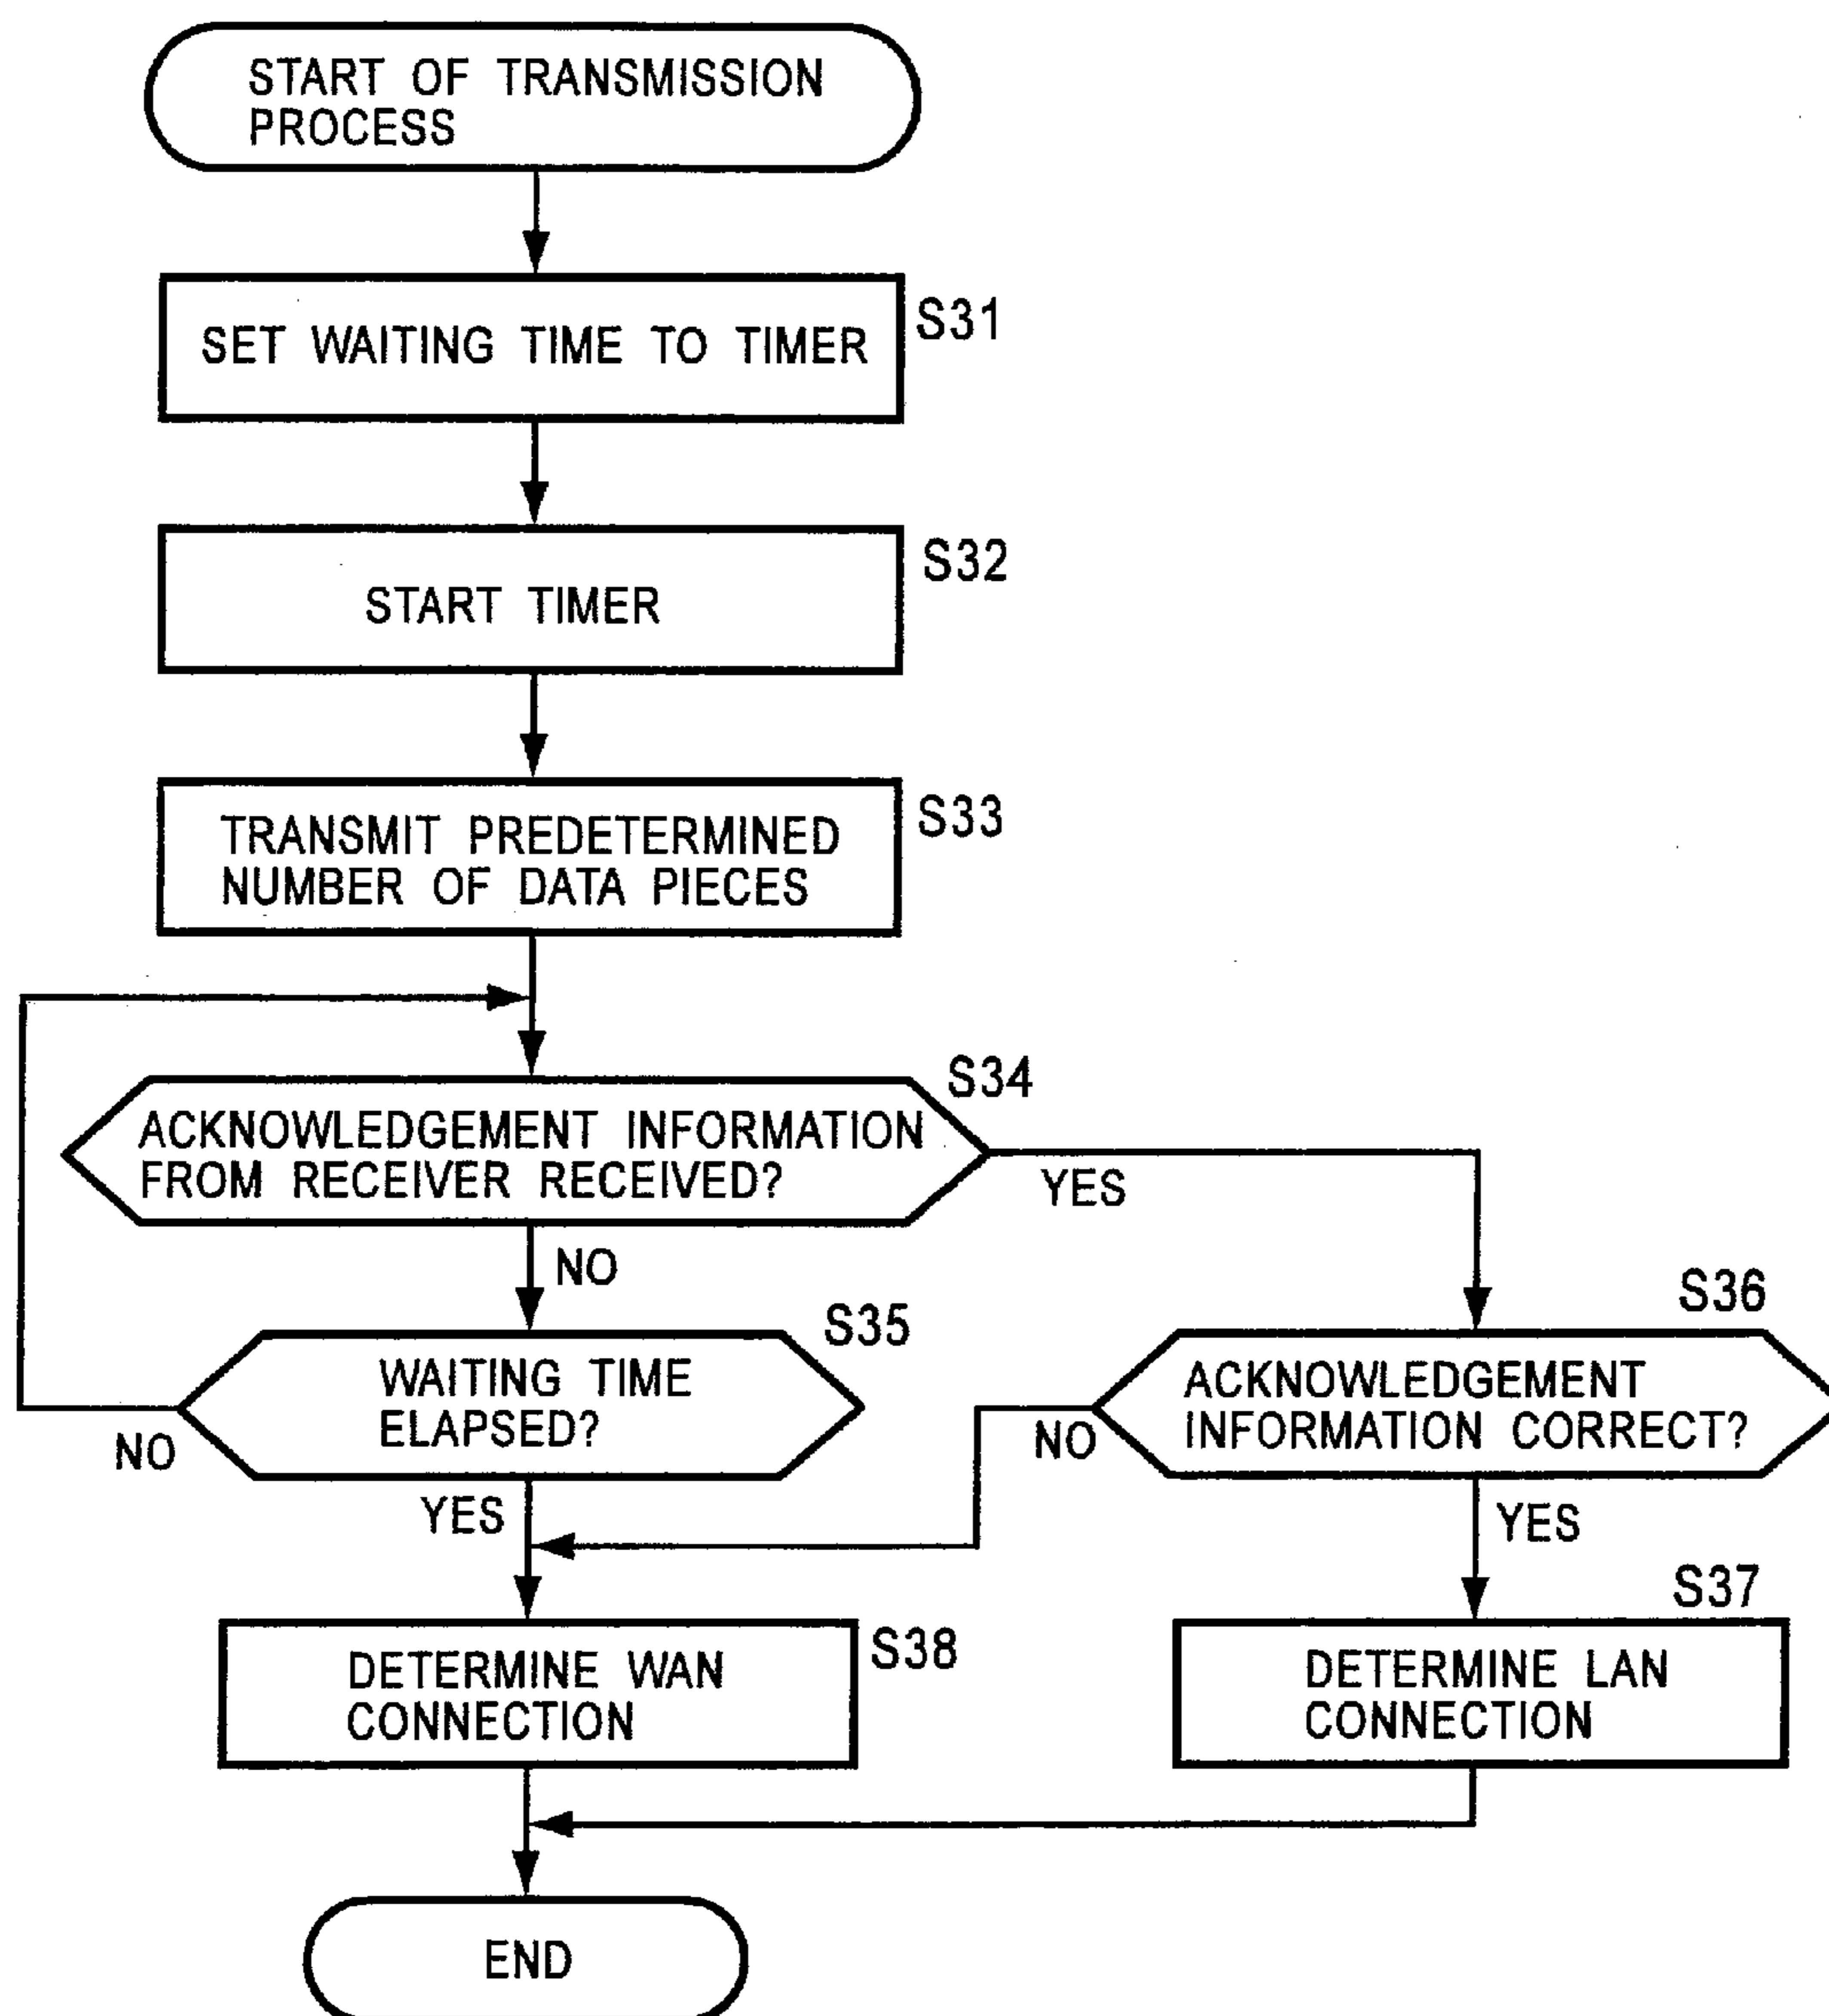 START OF TRANSMISSION
PROCESS
SET WAITING TIME TO TIMER
S31
START TIMER
S32
TRANSMIT PREDETERMINED
NUMBER OF DATA PIECES
S33
ACKNOWLEDGEMENT INFORMATION
FROM RECEIVER RECEIVED?
S34
YES
NO
WAITING TIME
ELAPSED?
S35
NO
YES
ACKNOWLEDGEMENT
INFORMATION CORRECT?
S36
NO
YES
DETERMINE WAN
CONNECTION
S38
DETERMINE LAN
CONNECTION
S37
END